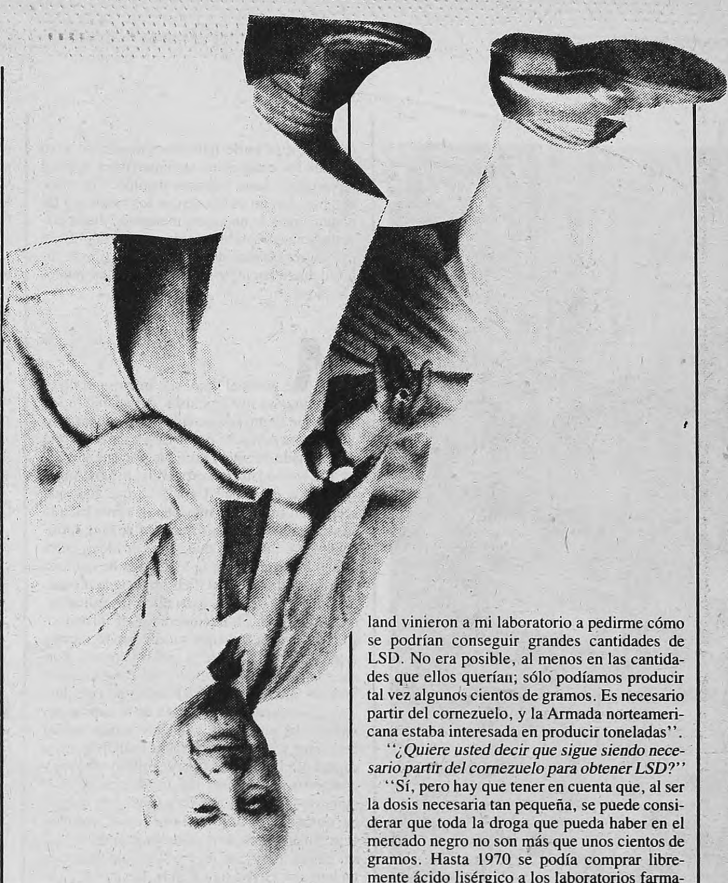 land vinieron a mi laboratorio a pedirme cómo
se podrían conseguir grandes cantidades de
LSD. No era posible, al menos en las cantida-
des que ellos querían; sólo podíamos producir
tal vez algunos cientos de gramos. Es necesario
partir del cornezuelo, y la Armada norteameri-
cana estaba interesada en producir toneladas’’.
‘‘¿Quiere usted decir que sigue siendo nece-
sario partir del cornezuelo para obtener LSD?’’
‘‘Sí, pero hay que tener en cuenta que, al ser
la dosis necesaria tan pequeña, se puede consi-
derar que toda la droga que pueda haber en el
mercado negro no son más que unos cientos de
gramos. Hasta 1970 se podía comprar libre-
mente ácido lisérgico a los laboratorios farma-